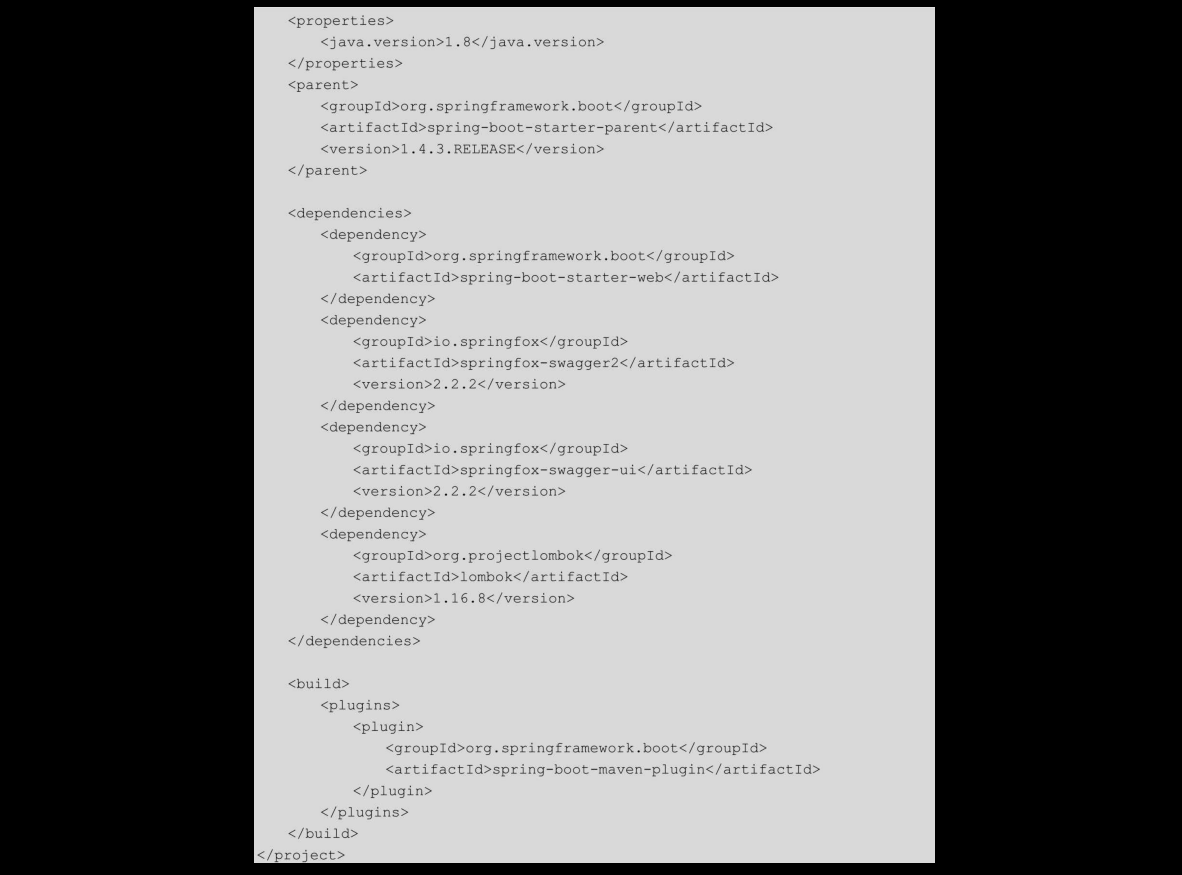 <properties>
<java.version>1.8</java.version>
</properties>
<parent>
<groupId>org.springframework.boot</groupId>
<artifactId>spring-boot-starter-parent</artifactId>
<version>1.4.3.RELEASE</version>
</parent>
<dependencies>
<dependency>
<groupId>org.springframework.boot</groupId>
<artifactId>spring-boot-starter-web</artifactId>
</dependency>
<dependency>
<groupId>io.springfox</groupId>
<artifactId>springfox-swagger2</artifactId>
<version>2.2.2</version>
</dependency>
<dependency>
<groupId>io.springfox</groupId>
<artifactId>springfox-swagger-ui</artifactId>
<version>2.2.2</version>
</dependency>
<dependency>
<groupId>org.projectlombok</groupId>
<artifactId>lombok</artifactId>
<version>1.16.8</version>
</dependency>
</dependencies>
<build>
<plugins>
<plugin>
<groupId>org.springframework.boot</groupId>
<artifactId>spring-boot-maven-plugin</artifactId>
</plugin>
</plugins>
</build>
</project>